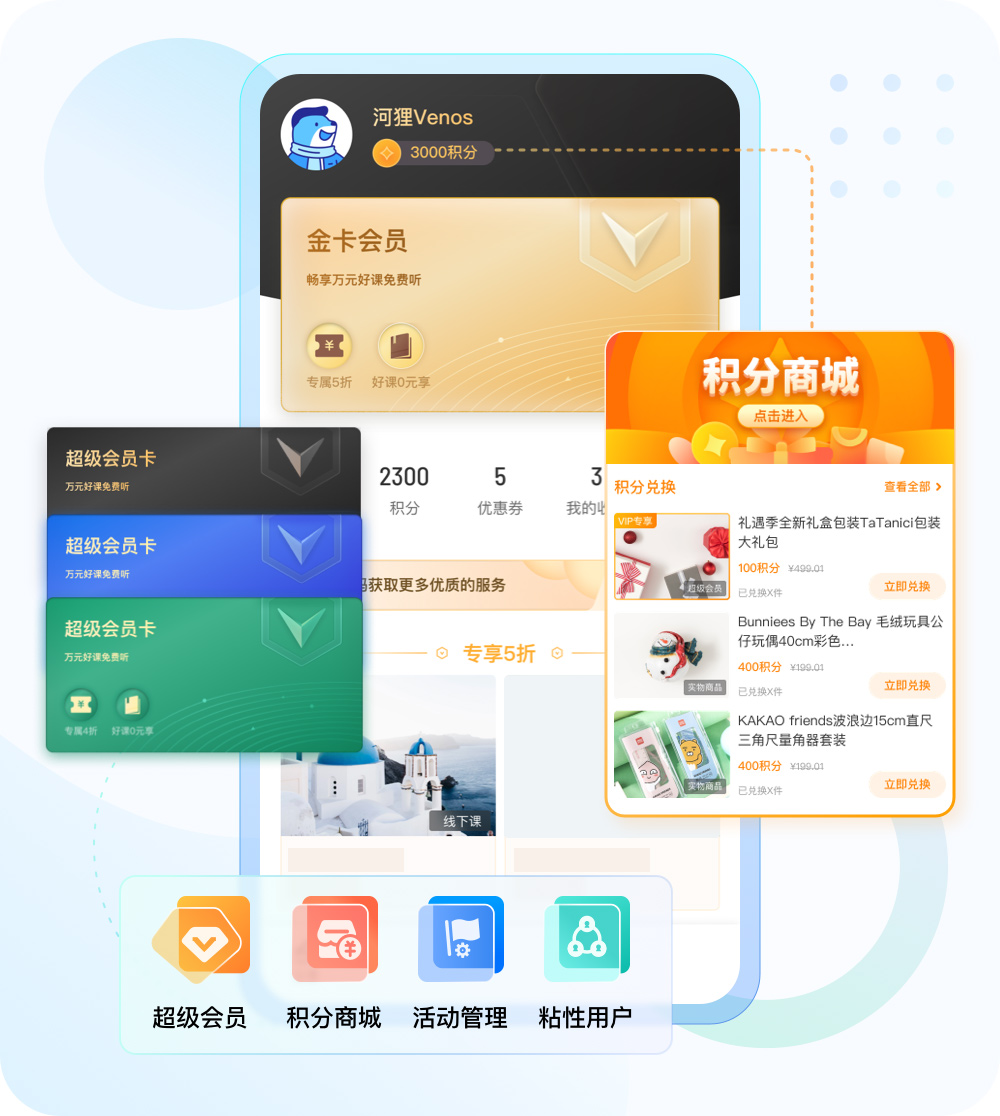 河狸Venos
3000积分
金卡会员
畅享万元好课免费听
专属5折
好课0元享
积分商城
点击进入
超级会员卡
万元好课免费听
超级会员卡
万元好课免费听
超级会员卡
万元好课免费听
专属4折
好课0元享
2300
积分
5
优惠券
3
我的
获取更多优质的服务
专享5折
线下课
积分兑换
查看全部
VIP专享
超级会员
礼遇季全新礼盒包装TaTanici包装
大礼包
100积分 ¥499.01
已兑换X件
立即兑换
实物商品
Bunniees By The Bay 毛绒玩具公
仔玩偶40cm彩色...
400积分 ¥199.01
已兑换X件
立即兑换
实物商品
KAKAO friends波浪边15cm直尺
三角尺量角器套装
400积分 ¥199.01
已兑换X件
立即兑换
超级会员
积分商城
活动管理
粘性用户